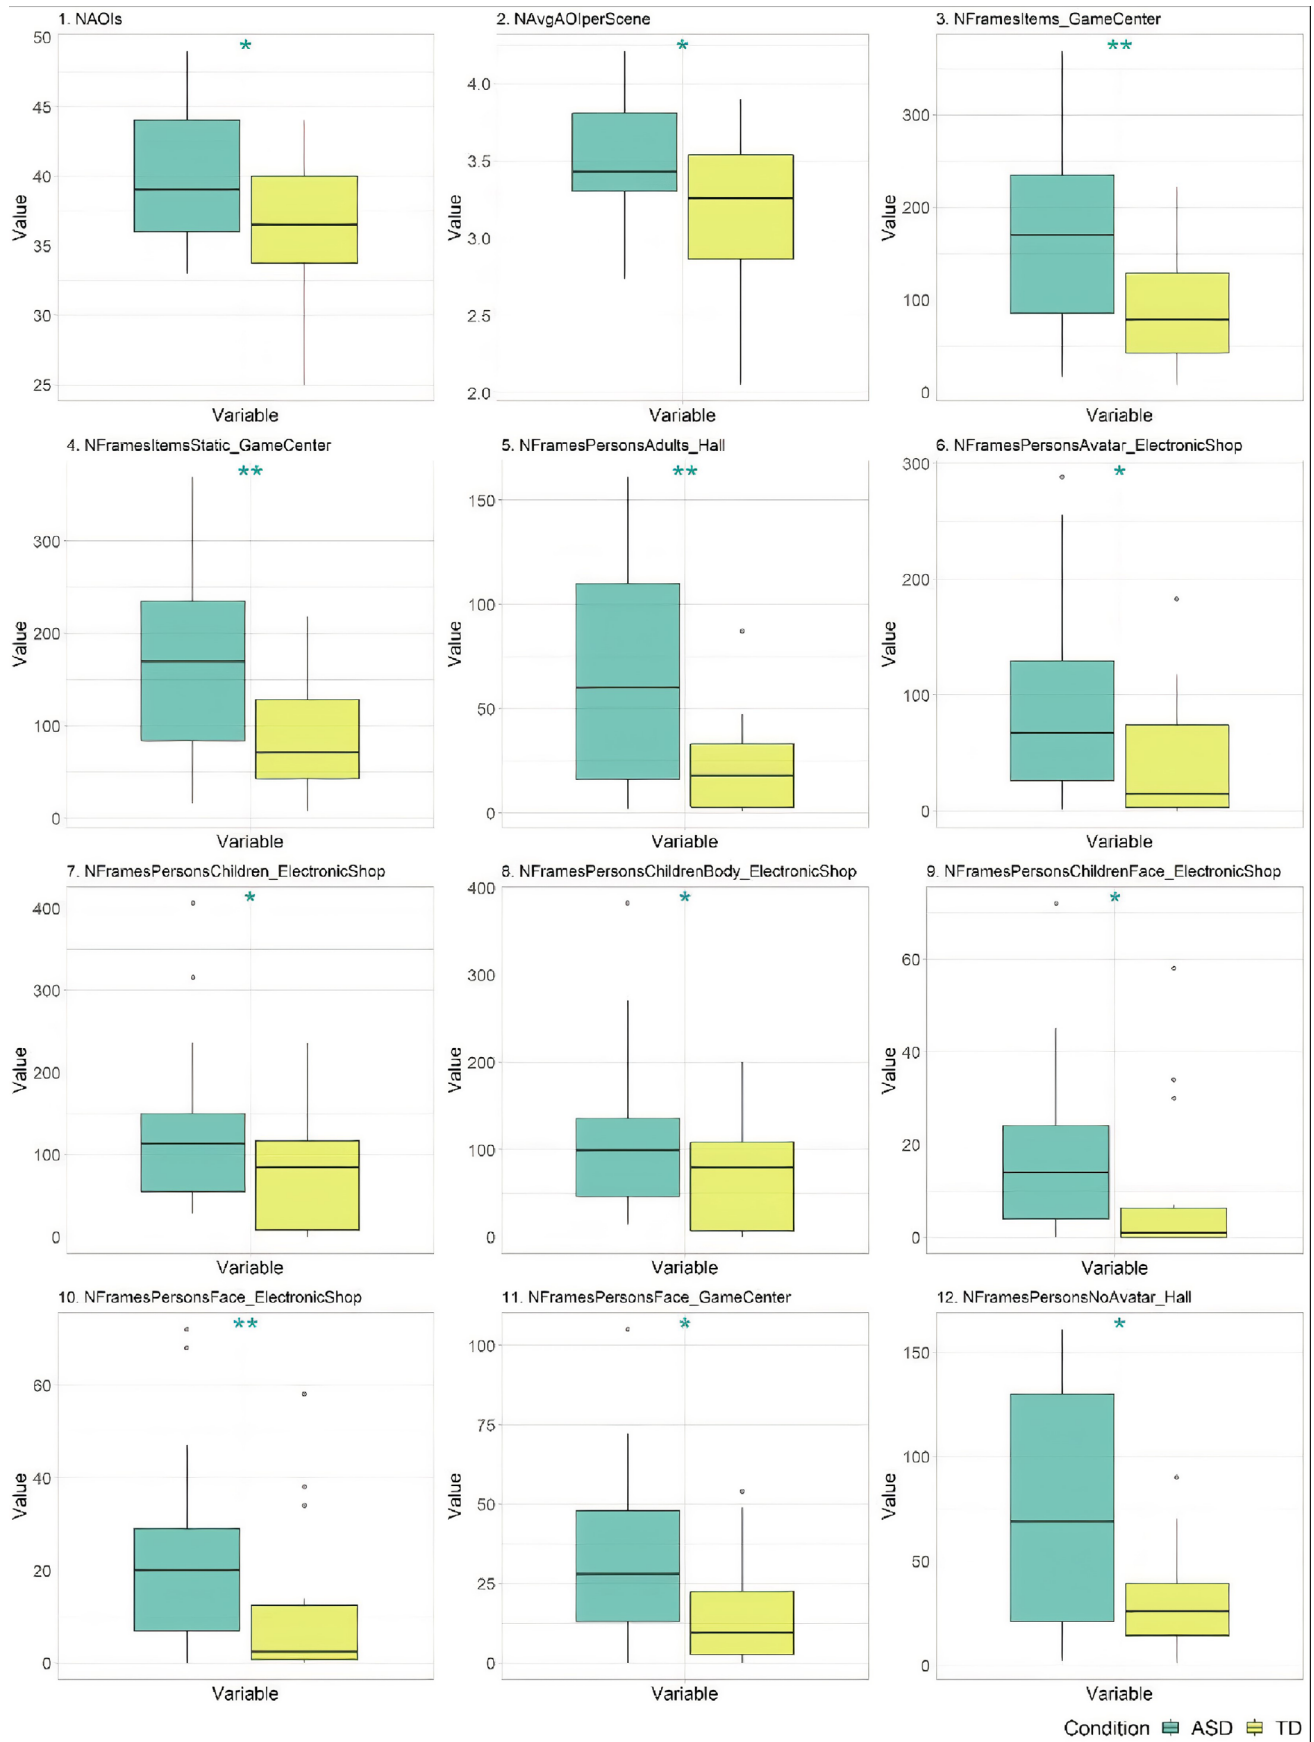 1. NAOIs
*
50
45
40
35
30
25
Value
Variable
2. NAvgAOIperScene
*
4.0
3.5
3.0
2.5
2.0
Value
Variable
3. NFramesItems_GameCenter
**
300
200
100
0
Value
Variable
4. NFramesItemsStatic_GameCenter
**
300
200
100
0
Value
Variable
5. NFramesPersonsAdults_Hall
**
150
100
50
0
Value
Variable
6. NFramesPersonsAvatar_ElectronicShop
*
300
200
100
0
Value
Variable
7. NFramesPersonsChildren_ElectronicShop
*
400
300
200
100
0
Value
Variable
8. NFramesPersonsChildrenBody_ElectronicShop
*
400
300
200
100
0
Value
Variable
9. NFramesPersonsChildrenFace_ElectronicShop
*
60
40
20
0
Value
Variable
10. NFramesPersonsFace_ElectronicShop
**
60
40
20
0
Value
Variable
11. NFramesPersonsFace_GameCenter
*
100
75
50
25
0
Value
Variable
12. NFramesPersonsNoAvatar_Hall
*
150
100
50
0
Value
Variable
Condition ASD TD